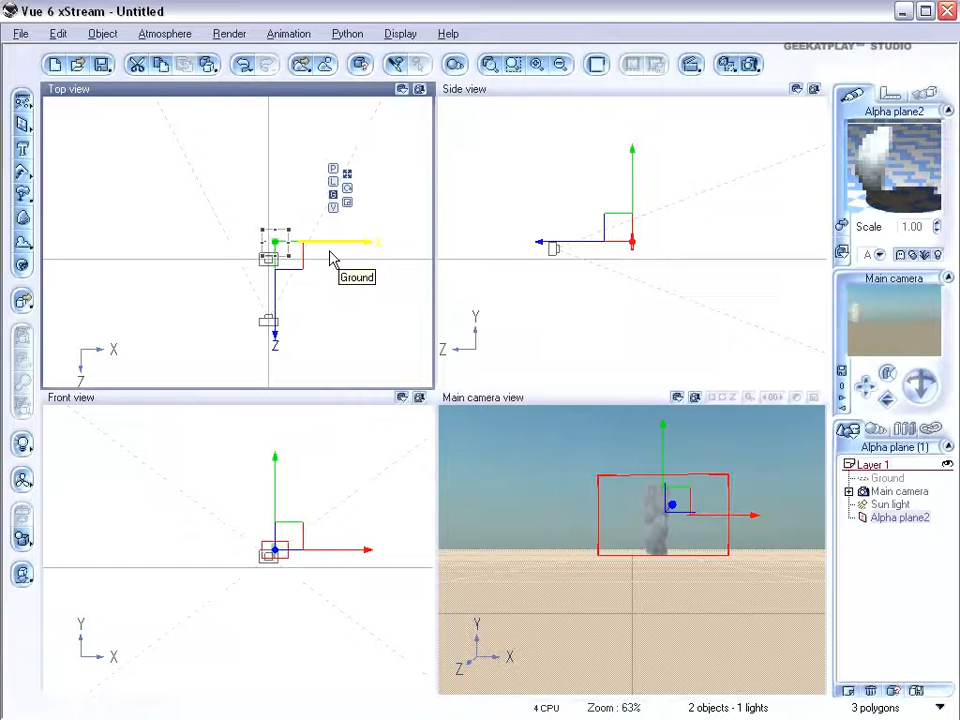 Vue 6 xStream - Untitled
File Edit Object Atmosphere Render Animation Python Display Help
GEEKATPLAY™ STUDIO
Top view
Side view
Alpha plane2
Scale 1.00
A
Main camera
P
L
G
V
X
Ground
Z
X
Z
Y
Z
0
Front view
Main camera view
Alpha plane (1)
Layer 1
Ground
Main camera
Sun light
Alpha plane2
Y
X
Y
X
Z
4 CPU Zoom : 63% 2 objects - 1 lights 3 polygons